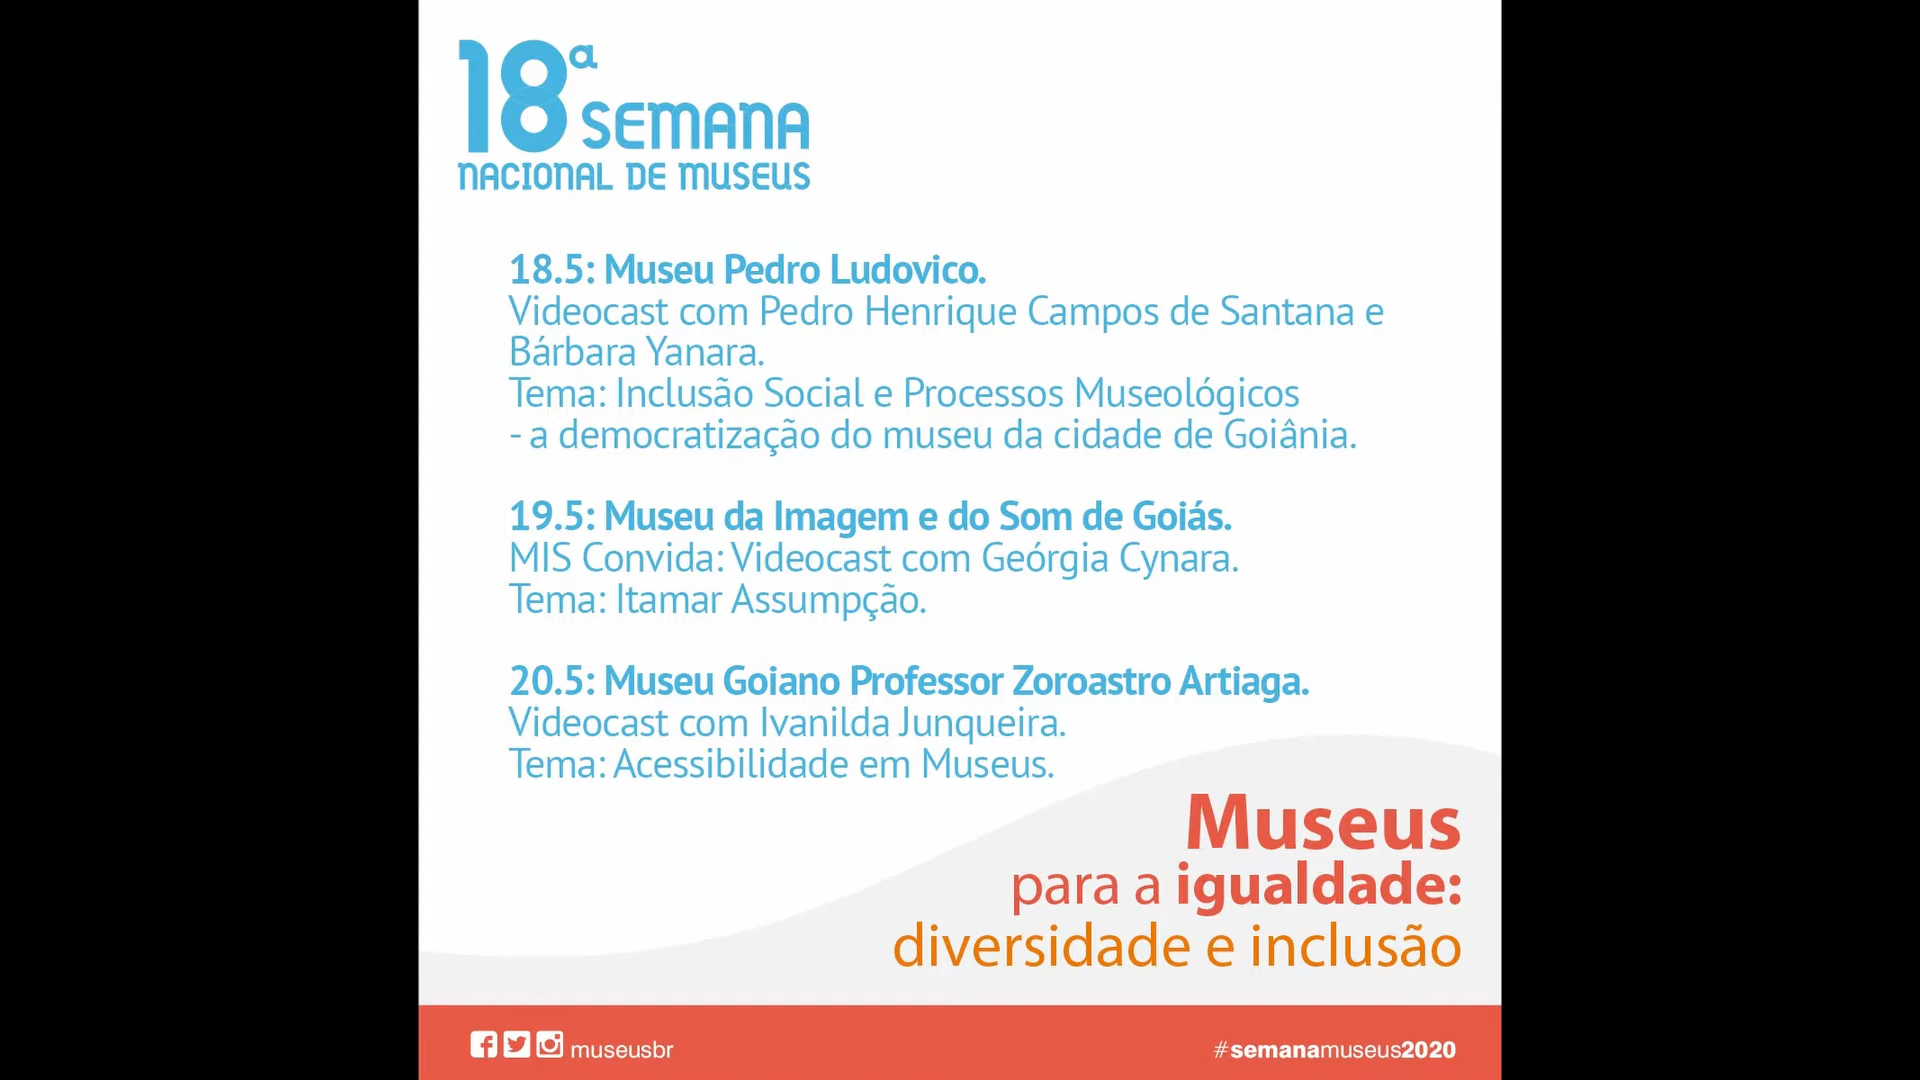 18ª SEMANA
NACIONAL DE MUSEUS
18.5: Museu Pedro Ludovico.
Videocast com Pedro Henrique Campos de Santana e
Bárbara Yanara.
Tema: Inclusão Social e Processos Museológicos
- a democratização do museu da cidade de Goiânia.
19.5: Museu da Imagem e do Som de Goiás.
MIS Convida: Videocast com Geórgia Cynara.
Tema: Itamar Assumpção.
20.5: Museu Goiano Professor Zoroastro Artiaga.
Videocast com Ivanilda Junqueira.
Tema: Acessibilidade em Museus.
Museus
para a igualdade:
diversidade e inclusão
museusbr
#semanamuseus2020